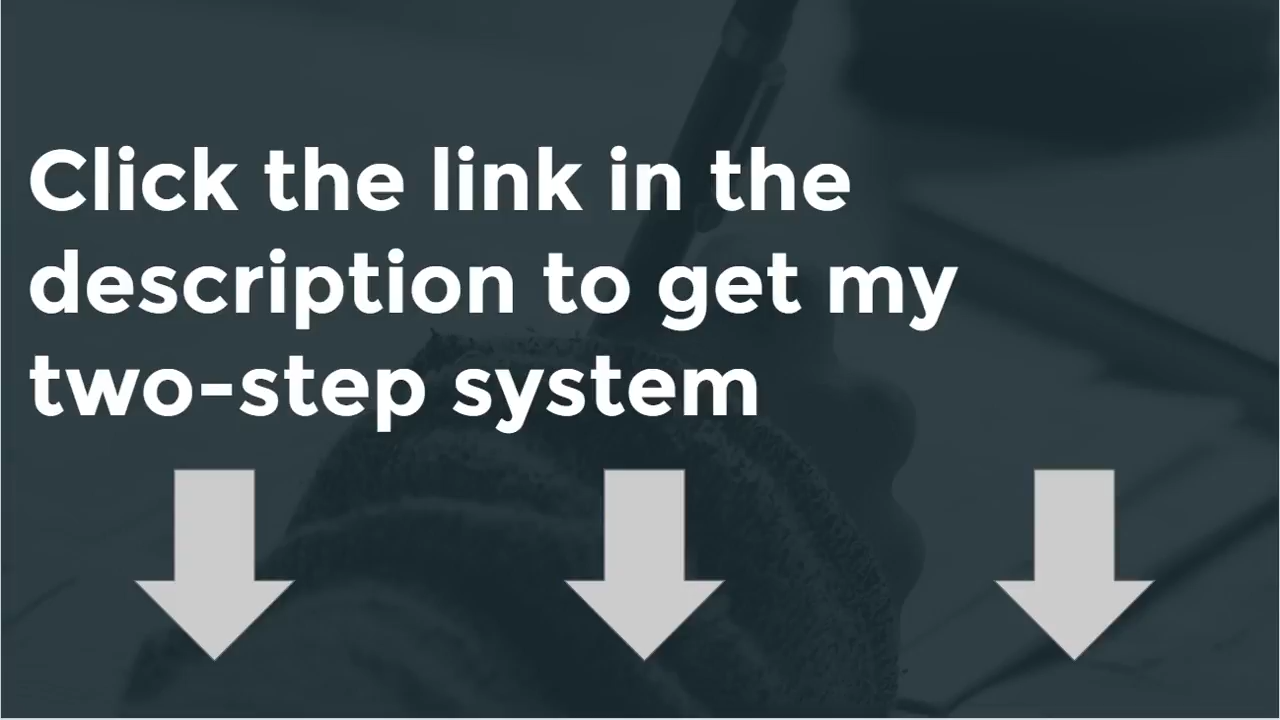 Click the link in the
description to get my
two-step system